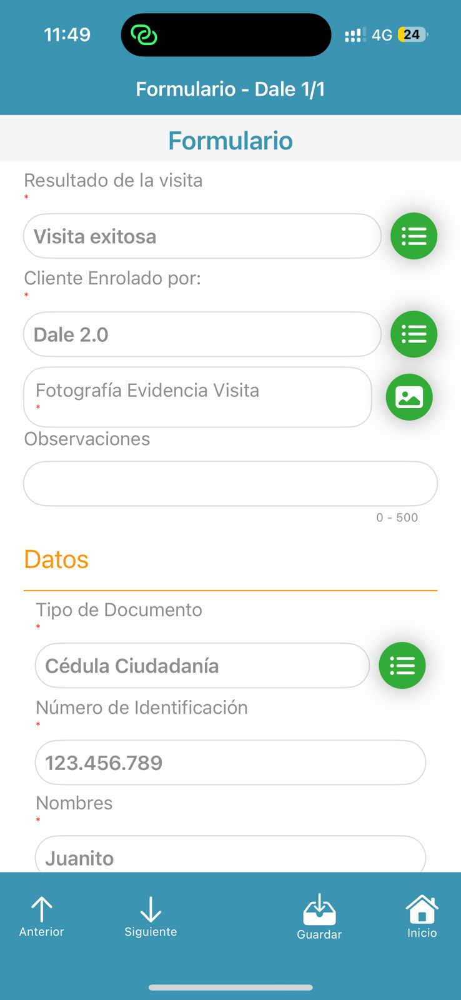 11:49
4G 24
Formulario - Dale 1/1
Formulario
Resultado de la visita
*
Visita exitosa
Cliente Enrolado por:
*
Dale 2.0
Fotografía Evidencia Visita
*
Observaciones
0 - 500
Datos
Tipo de Documento
*
Cédula Ciudadanía
Número de Identificación
*
123.456.789
Nombres
*
Juanito
Anterior
Siguiente
Guardar
Inicio